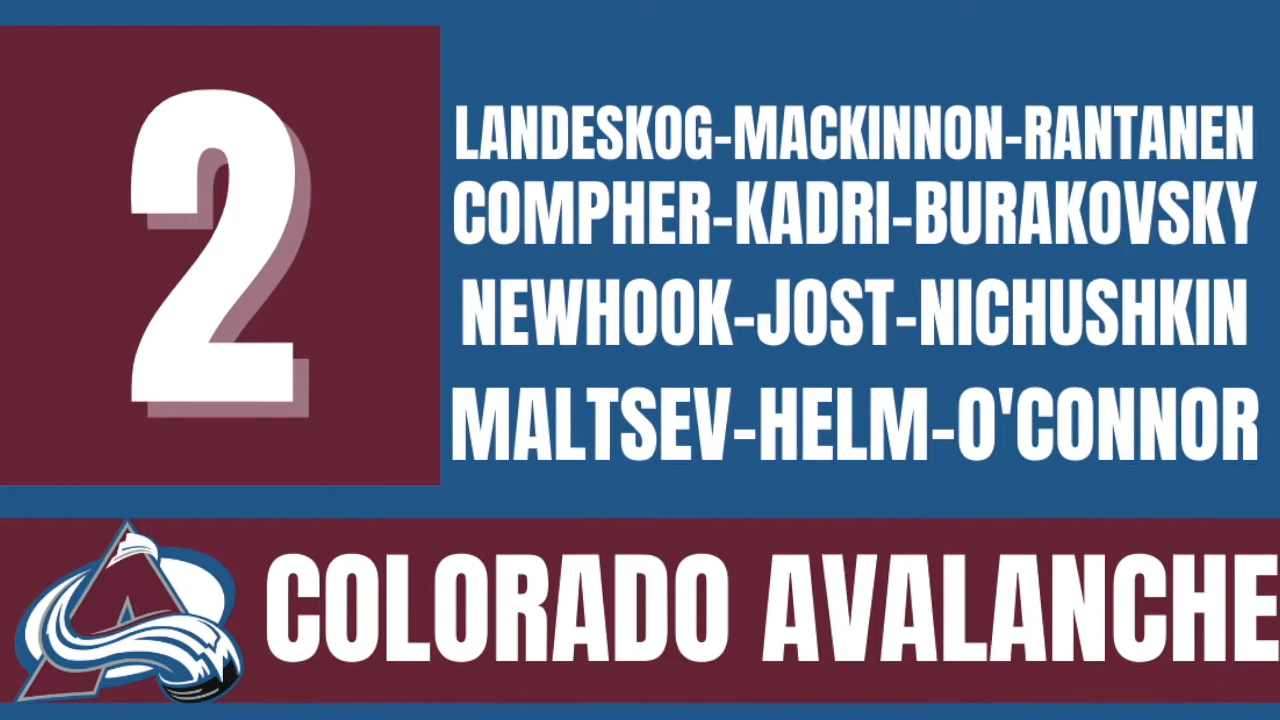 2
LANDESKOG-MACKINNON-RANTANEN
COMPHER-KADRI-BURAKOVSKY
NEWHOOK-JOST-NICHUSHKIN
MALTSEV-HELM-O'CONNOR
COLORADO AVALANCHE